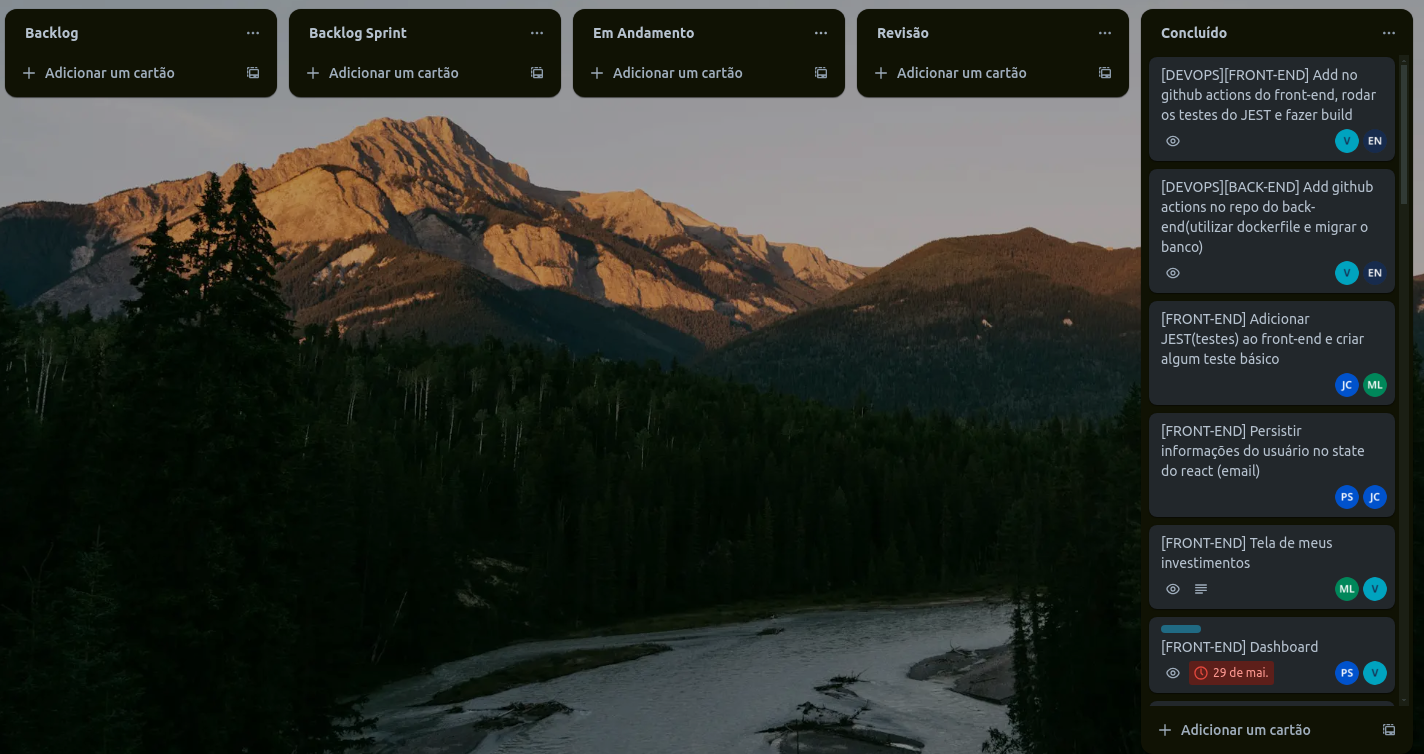 Backlog
Adicionar um cartão
Backlog Sprint
Adicionar um cartão
Em Andamento
Adicionar um cartão
Revisão
Adicionar um cartão
Concluído
[DEVOPS][FRONT-END] Add no
github actions do front-end, rodar
os testes do JEST e fazer build
V EN
[DEVOPS][BACK-END] Add github
actions no repo do back-
end(utilizar dockerfile e migrar o
banco)
V EN
[FRONT-END] Adicionar
JEST(testes) ao front-end e criar
algum teste básico
JC ML
[FRONT-END] Persistir
informações do usuário no state
do react (email)
PS JC
[FRONT-END] Tela de meus
investimentos
ML V
[FRONT-END] Dashboard
29 de mai. PS V
Adicionar um cartão